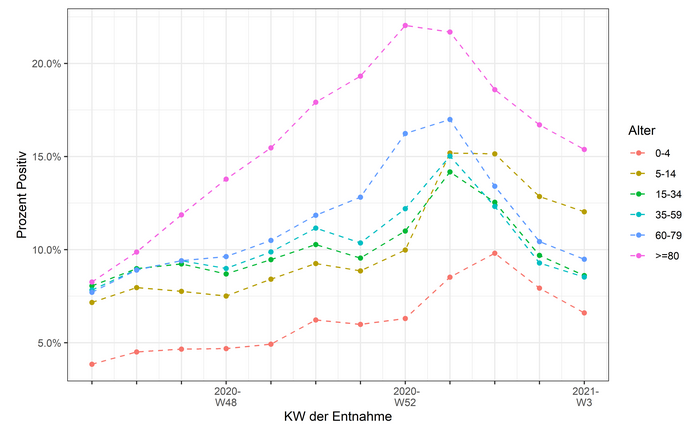 Prozent Positiv
20.0%
15.0%
10.0%
5.0%
2020-
W48
2020-
W52
2021-
W3
KW der Entnahme
Alter
0-4
5-14
15-34
35-59
60-79
>=80